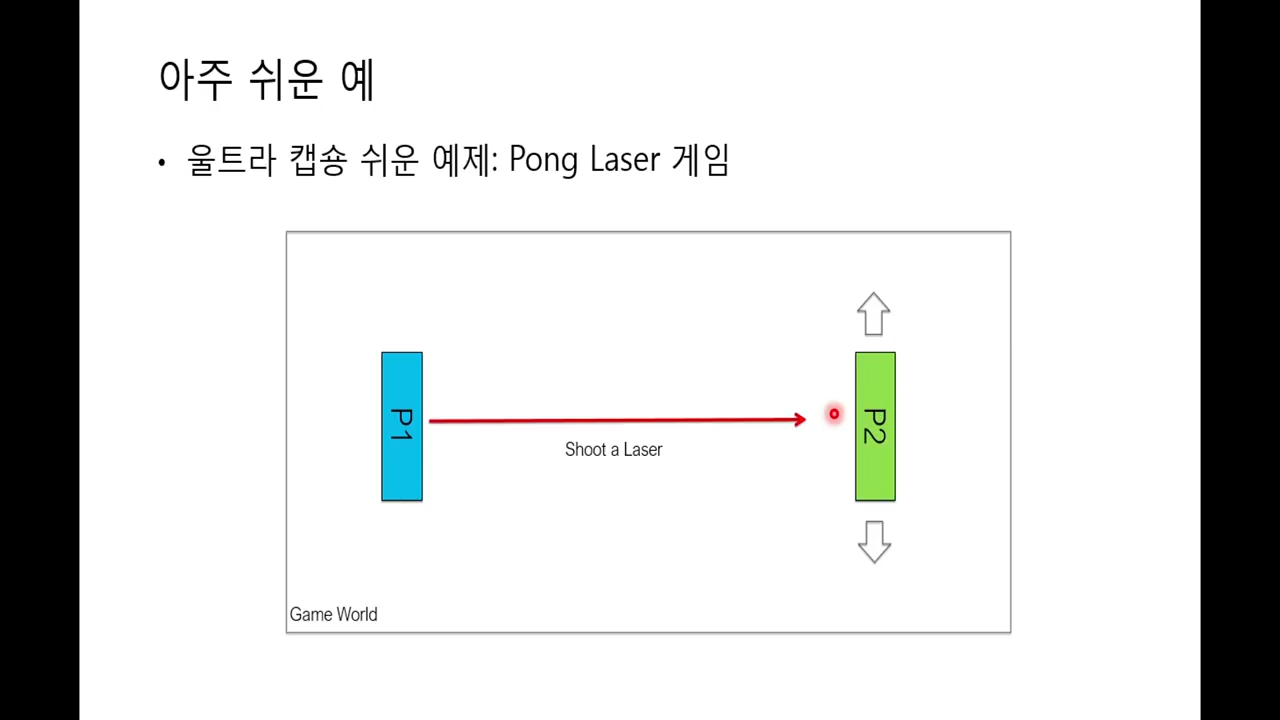 아주 쉬운 예
• 울트라 캡숑 쉬운 예제: Pong Laser 게임
P1
P2
Shoot a Laser
Game World